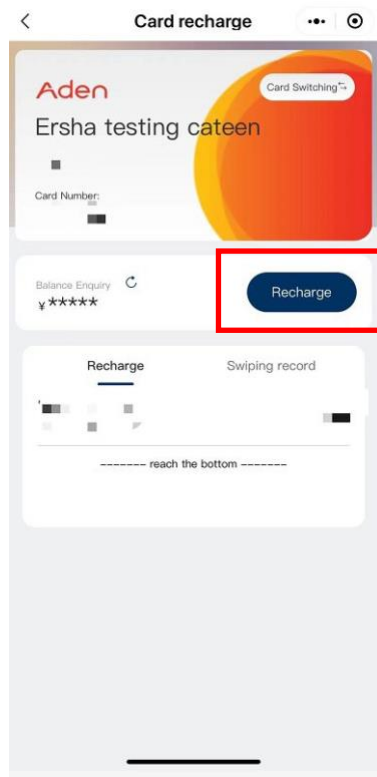 Card recharge
Aden
Card Switching
Ersha testing cateen
Card Number:
Balance Enquiry
¥*****
Recharge
Recharge
Swiping record
------- reach the bottom -------